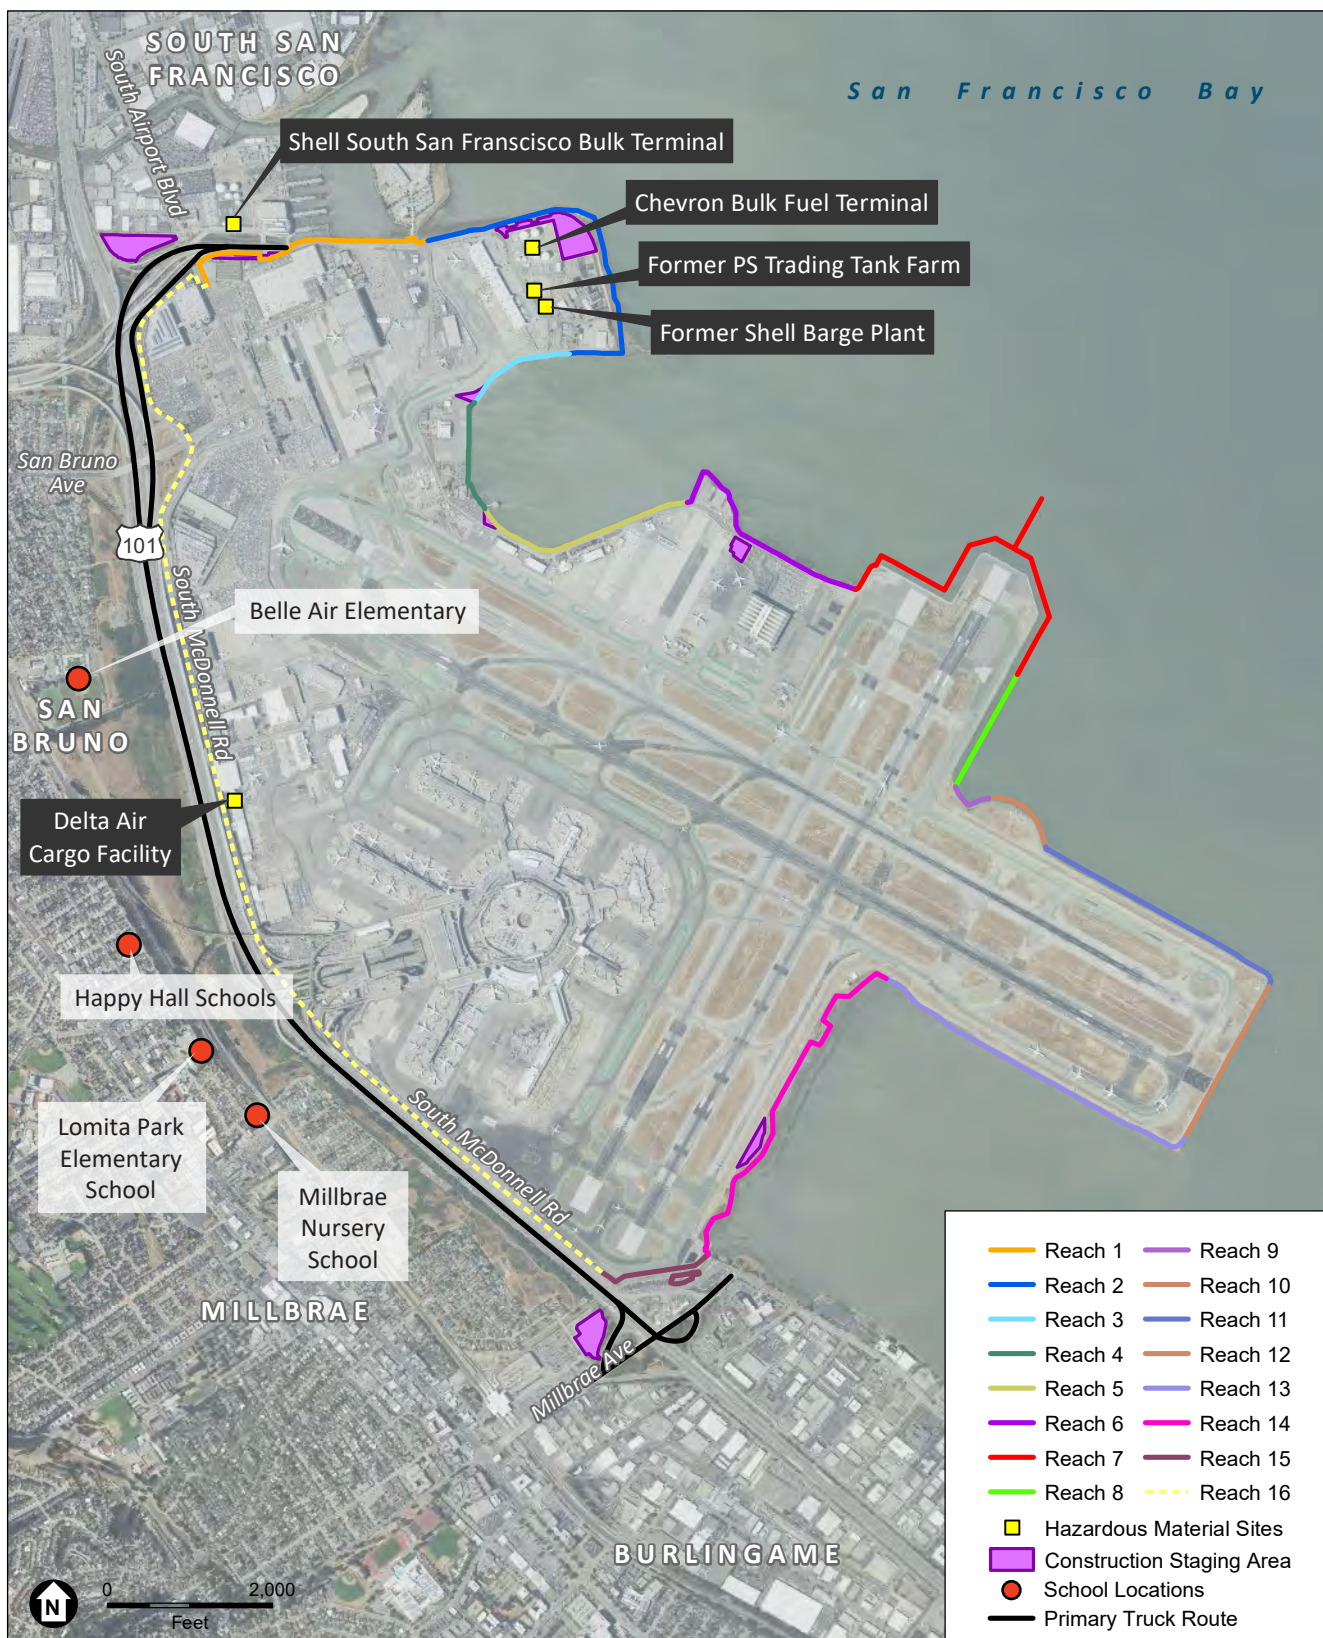 SOUTH SAN
FRANCISCO
San Francisco Bay
South Airport Blvd
Shell South San Franscisco Bulk Terminal
Chevron Bulk Fuel Terminal
Former PS Trading Tank Farm
Former Shell Barge Plant
San Bruno
Ave
101
South McDonnell Rd
Belle Air Elementary
SAN
BRUNO
Delta Air
Cargo Facility
Happy Hall Schools
Lomita Park
Elementary
School
Millbrae
Nursery
School
South McDonnell Rd
MILLBRAE
Millbrae Ave
BURLINGAME
Reach 1
Reach 2
Reach 3
Reach 4
Reach 5
Reach 6
Reach 7
Reach 8
Reach 9
Reach 10
Reach 11
Reach 12
Reach 13
Reach 14
Reach 15
Reach 16
Hazardous Material Sites
Construction Staging Area
School Locations
Primary Truck Route
N
0 2,000
Feet